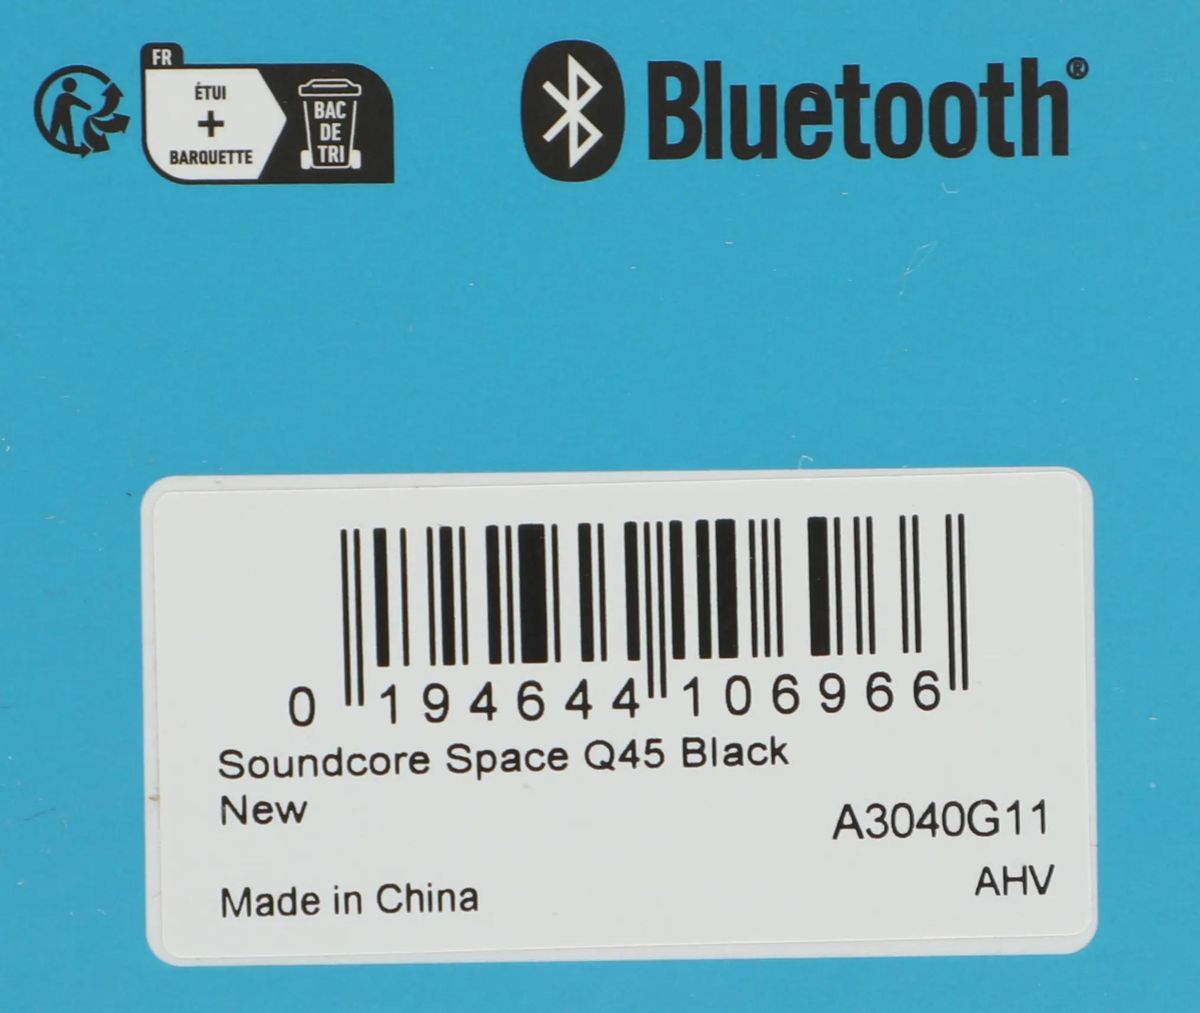 FR
ÉTUI
+
BARQUETTE
BAC
DE
TRI
Bluetooth®
0 194644 106966
Soundcore Space Q45 Black
New
A3040G11
Made in China
AHV